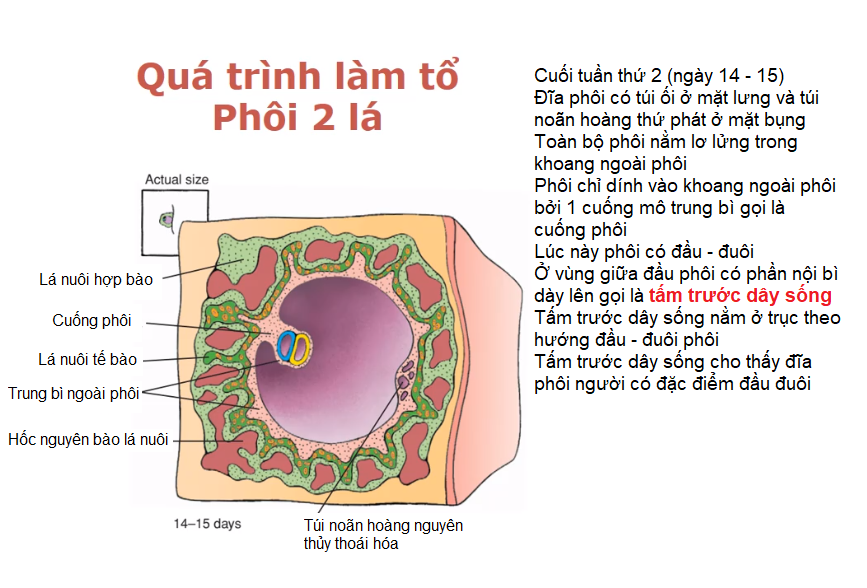 Quá trình làm tổ
Phôi 2 lá
Cuối tuần thứ 2 (ngày 14 - 15)
Đĩa phôi có túi ối ở mặt lưng và túi
noãn hoàng thứ phát ở mặt bụng
Toàn bộ phôi nằm lơ lửng trong
khoang ngoài phôi
Phôi chỉ dính vào khoang ngoài phôi
bởi 1 cuống mô trung bì gọi là
cuống phôi
Lúc này phôi có đầu - đuôi
Ở vùng giữa đầu phôi có phần nội bì
dày lên gọi là tấm trước dây sống
Tấm trước dây sống nằm ở trục theo
hướng đầu - đuôi phôi
Tấm trước dây sống cho thấy đĩa
phôi người có đặc điểm đầu đuôi
Actual size
Lá nuôi hợp bào
Cuống phôi
Lá nuôi tế bào
Trung bì ngoài phôi
Hốc nguyên bào lá nuôi
14–15 days
Túi noãn hoàng nguyên
thủy thoái hóa